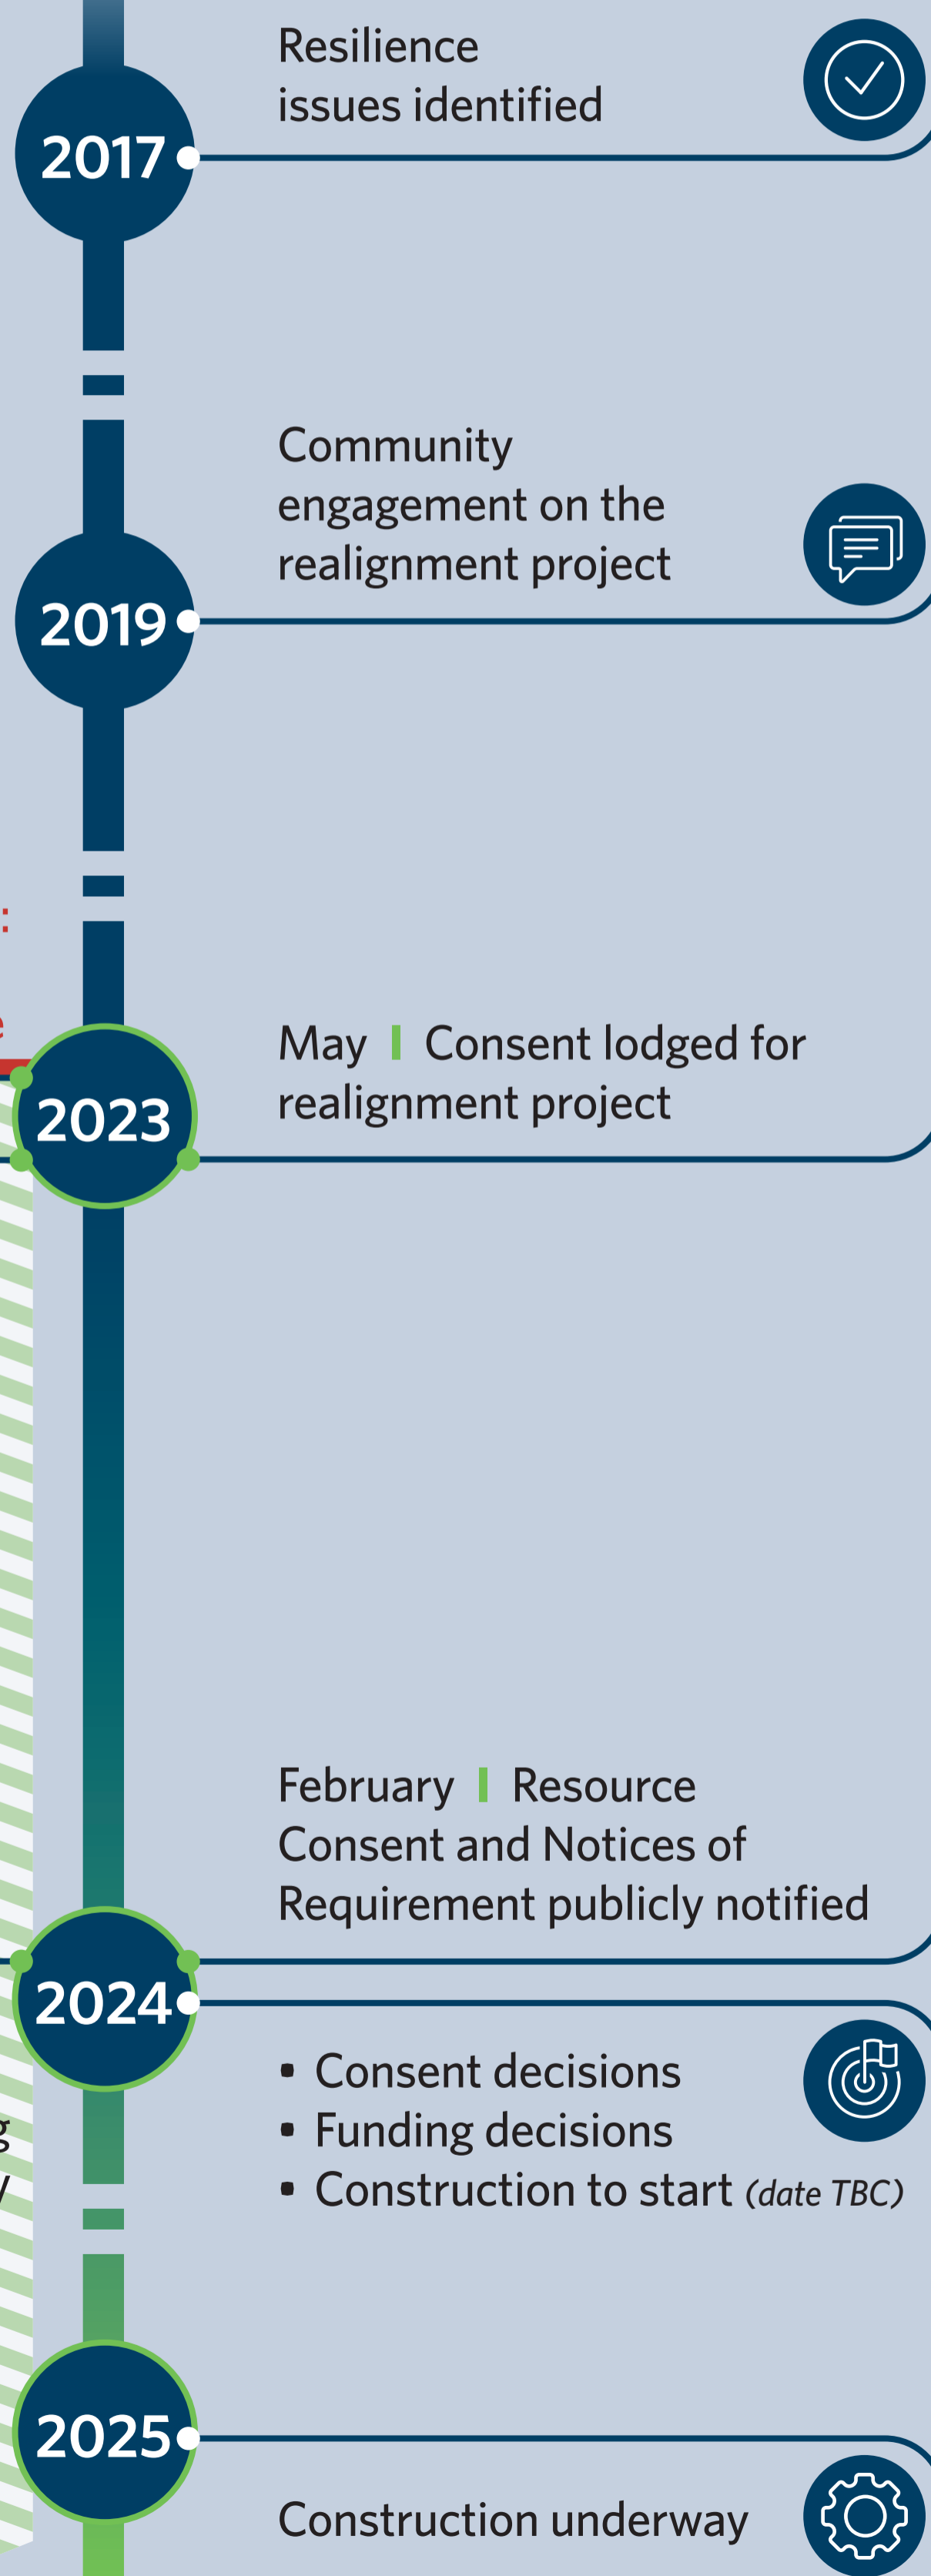 Resilience
issues identified
2017
Community
engagement on the
realignment project
2019
:
e
May | Consent lodged for
realignment project
2023
February | Resource
Consent and Notices of
Requirement publicly notified
2024
• Consent decisions
• Funding decisions
• Construction to start (date TBC)
g
y
2025
Construction underway